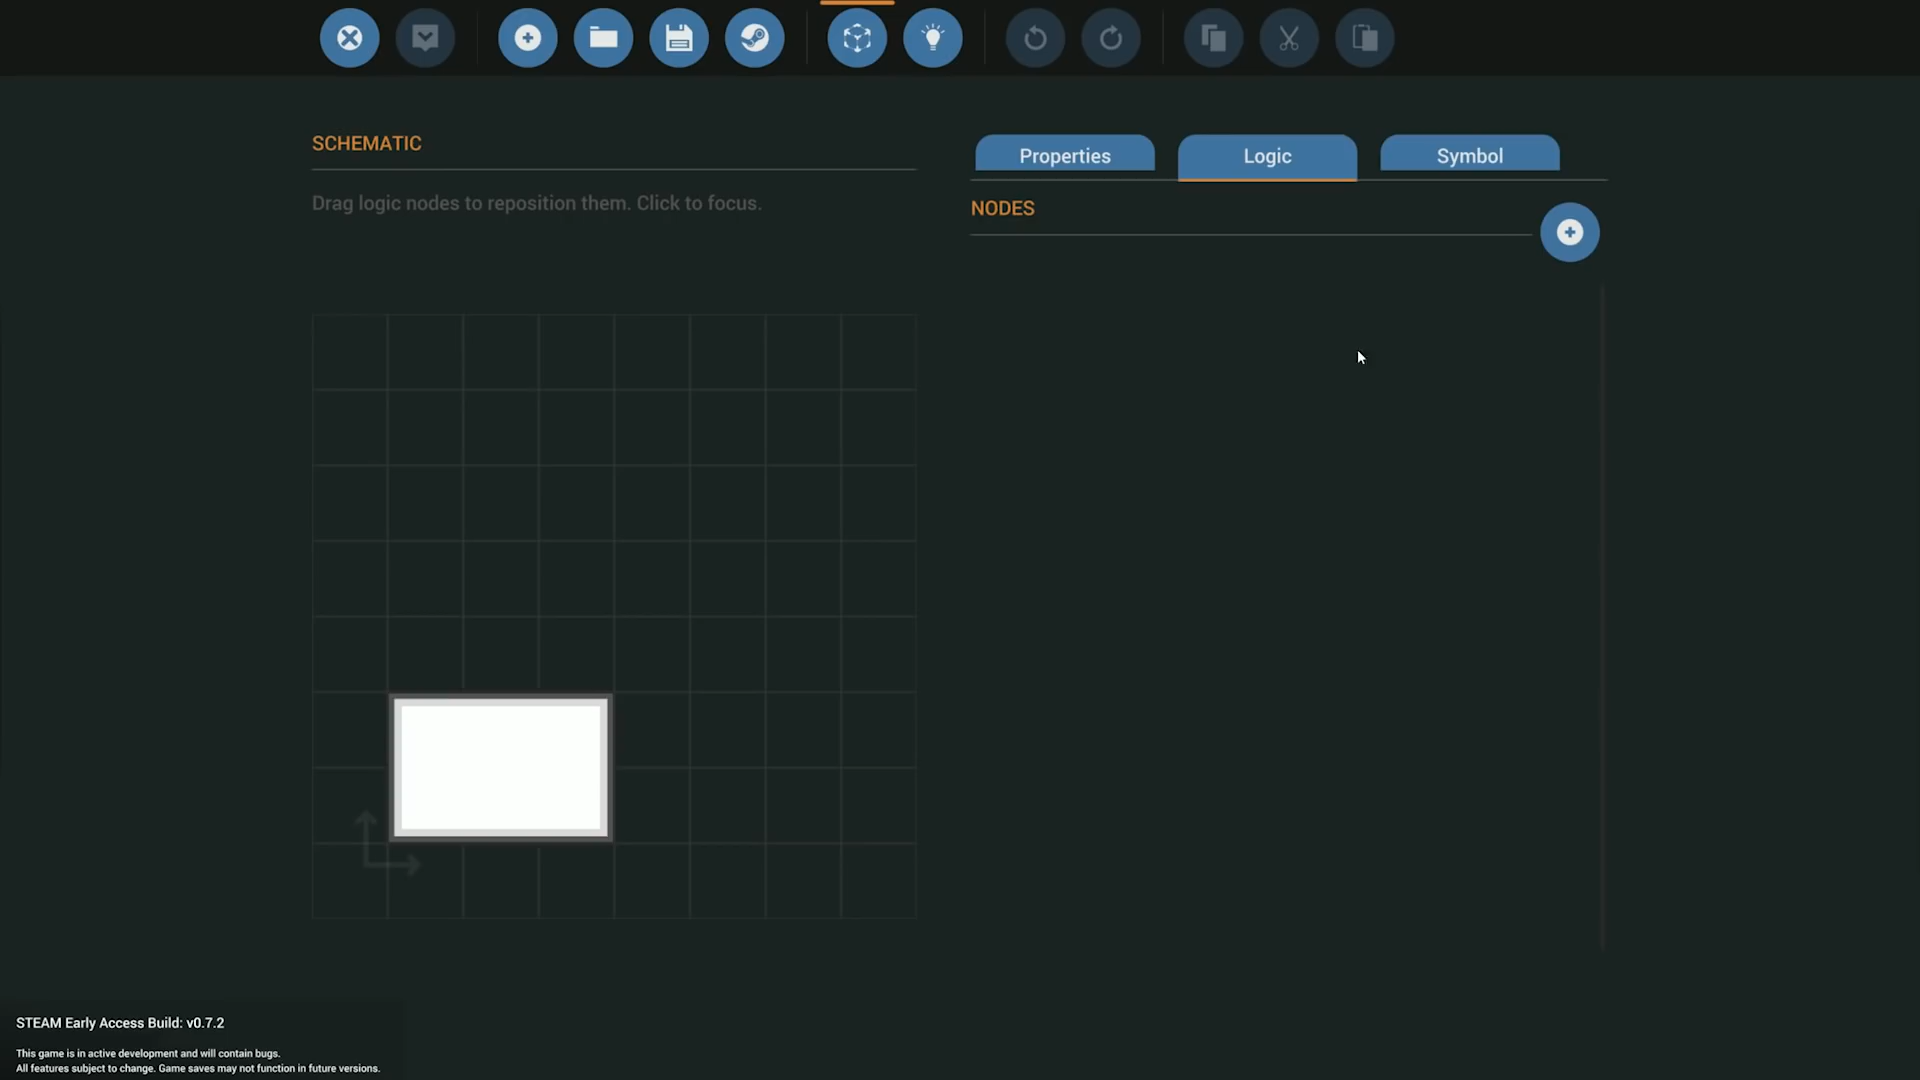 SCHEMATIC
Drag logic nodes to reposition them. Click to focus.
Properties
Logic
Symbol
NODES
STEAM Early Access Build: v0.7.2
This game is in active development and will contain bugs.
All features subject to change. Game saves may not function in future versions.